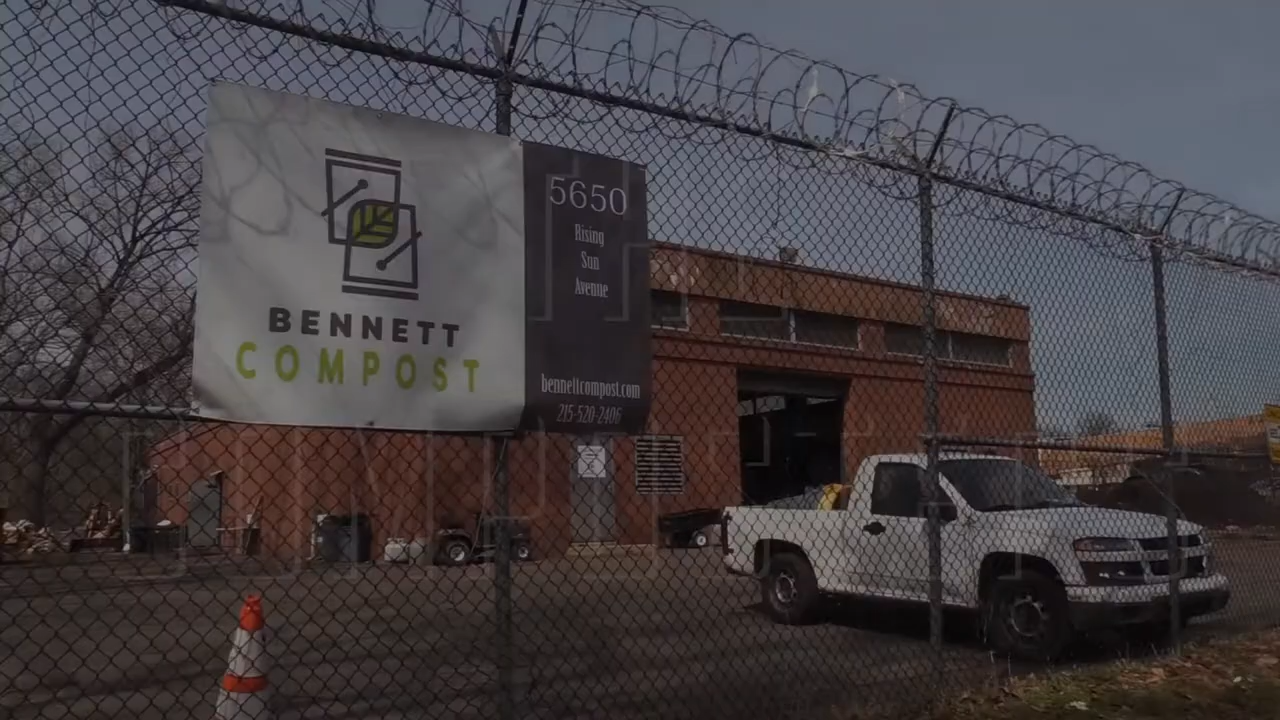 BENNETT
COMPOST
5650
Rising
Sun
Avenue
bennettcompost.com
215-520-2406